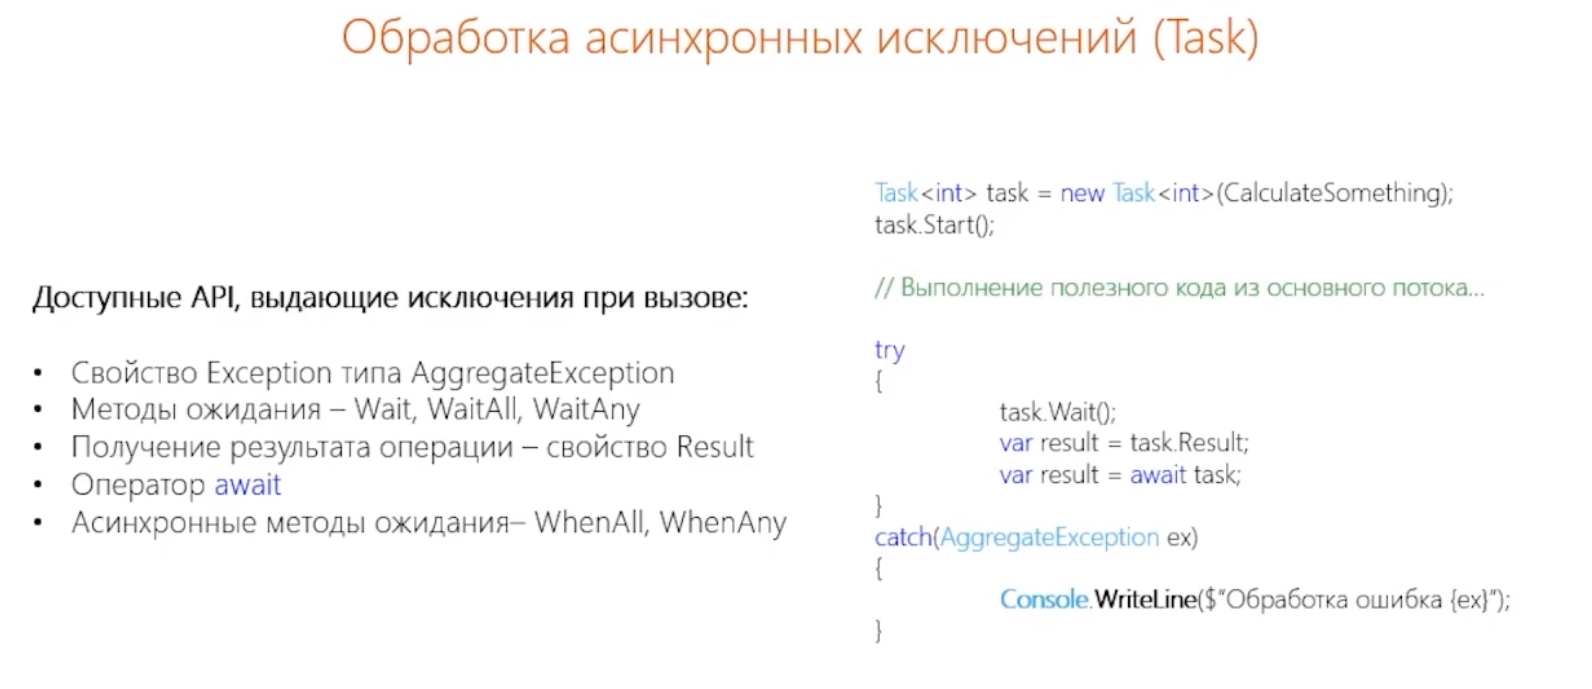 Обработка асинхронных исключений (Task)
Доступные API, выдающие исключения при вызове:
• Свойство Exception типа AggregateException
• Методы ожидания – Wait, WaitAll, WaitAny
• Получение результата операции – свойство Result
• Оператор await
• Асинхронные методы ожидания– WhenAll, WhenAny
Task<int> task = new Task<int>(CalculateSomething);
task.Start();
// Выполнение полезного кода из основного потока...
try
{
task.Wait();
var result = task.Result;
var result = await task;
}
catch(AggregateException ex)
{
Console.WriteLine($"Обработка ошибка {ex}");
}